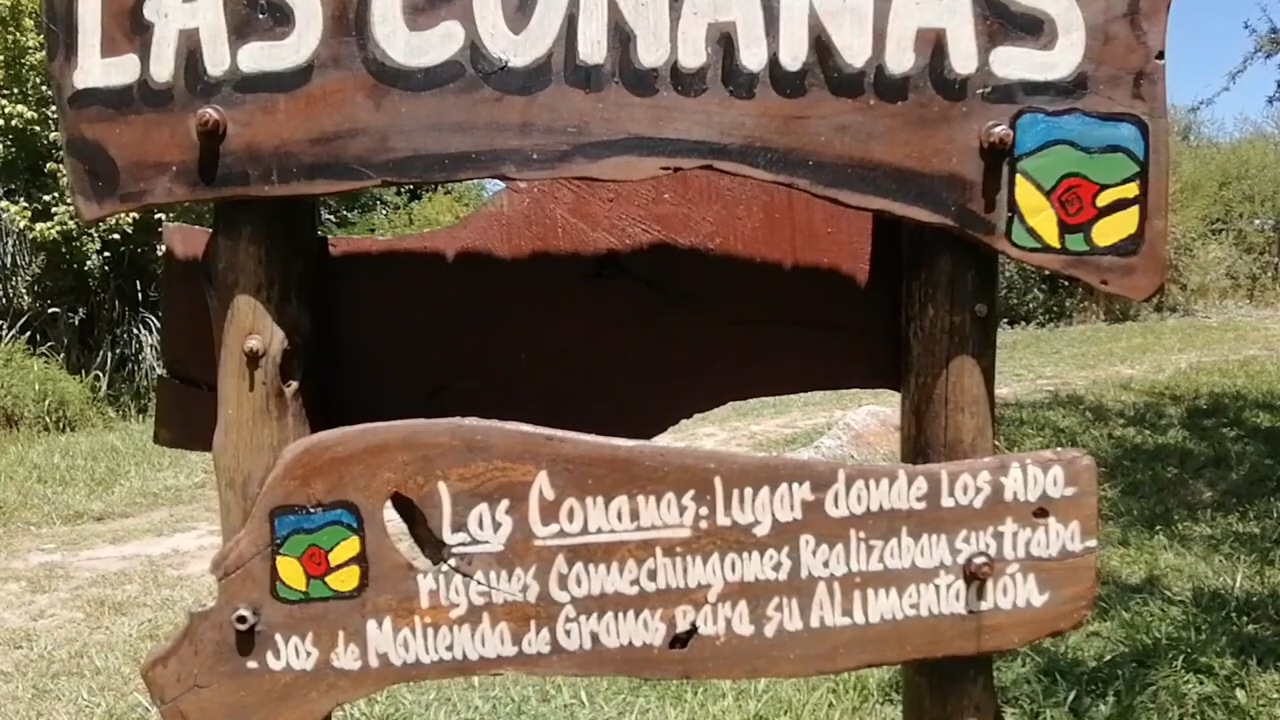 LAS CONANAS
Las Conanas: Lugar donde Los Abo-
rígenes Comechingones Realizaban sus traba-
-jos de Molienda de Granos para su ALimentación